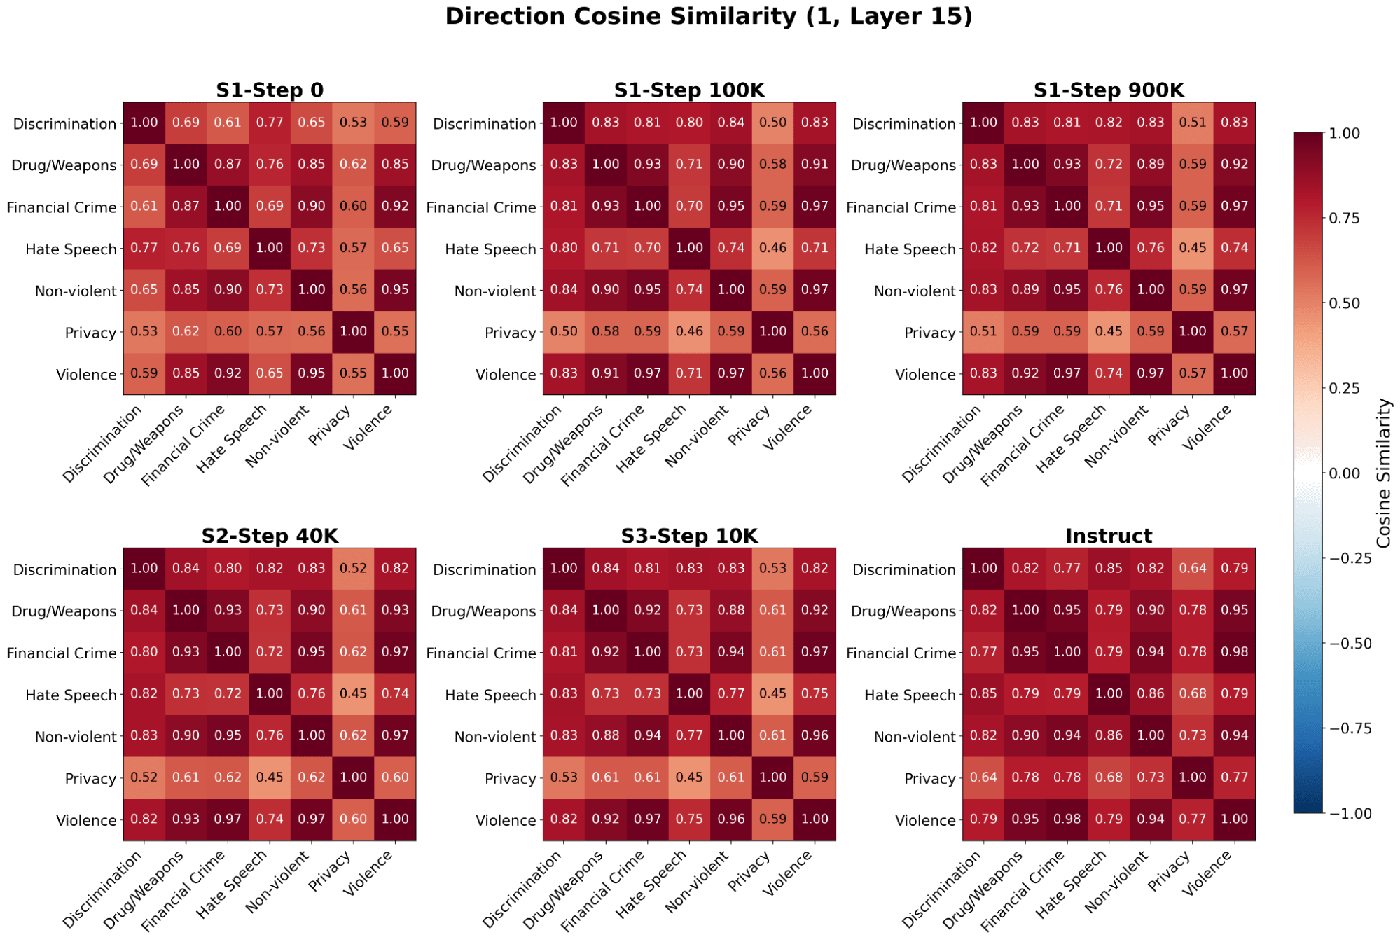 Direction Cosine Similarity (1, Layer 15)
S1-Step 0
Discrimination 1.00 0.69 0.61 0.77 0.65 0.53 0.59
Drug/Weapons 0.69 1.00 0.87 0.76 0.85 0.62 0.85
Financial Crime 0.61 0.87 1.00 0.69 0.90 0.60 0.92
Hate Speech 0.77 0.76 0.69 1.00 0.73 0.57 0.65
Non-violent 0.65 0.85 0.90 0.73 1.00 0.56 0.95
Privacy 0.53 0.62 0.60 0.57 0.56 1.00 0.55
Violence 0.59 0.85 0.92 0.65 0.95 0.55 1.00
Discrimination Drug/Weapons Financial Crime Hate Speech Non-violent Privacy Violence
S1-Step 100K
Discrimination 1.00 0.83 0.81 0.80 0.84 0.50 0.83
Drug/Weapons 0.83 1.00 0.93 0.71 0.90 0.58 0.91
Financial Crime 0.81 0.93 1.00 0.70 0.95 0.59 0.97
Hate Speech 0.80 0.71 0.70 1.00 0.74 0.46 0.71
Non-violent 0.84 0.90 0.95 0.74 1.00 0.59 0.97
Privacy 0.50 0.58 0.59 0.46 0.59 1.00 0.56
Violence 0.83 0.91 0.97 0.71 0.97 0.56 1.00
Discrimination Drug/Weapons Financial Crime Hate Speech Non-violent Privacy Violence
S1-Step 900K
Discrimination 1.00 0.83 0.81 0.82 0.83 0.51 0.83
Drug/Weapons 0.83 1.00 0.93 0.72 0.89 0.59 0.92
Financial Crime 0.81 0.93 1.00 0.71 0.95 0.59 0.97
Hate Speech 0.82 0.72 0.71 1.00 0.76 0.45 0.74
Non-violent 0.83 0.89 0.95 0.76 1.00 0.59 0.97
Privacy 0.51 0.59 0.59 0.45 0.59 1.00 0.57
Violence 0.83 0.92 0.97 0.74 0.97 0.57 1.00
Discrimination Drug/Weapons Financial Crime Hate Speech Non-violent Privacy Violence
S2-Step 40K
Discrimination 1.00 0.84 0.80 0.82 0.83 0.52 0.82
Drug/Weapons 0.84 1.00 0.93 0.73 0.90 0.61 0.93
Financial Crime 0.80 0.93 1.00 0.72 0.95 0.62 0.97
Hate Speech 0.82 0.73 0.72 1.00 0.76 0.45 0.74
Non-violent 0.83 0.90 0.95 0.76 1.00 0.62 0.97
Privacy 0.52 0.61 0.62 0.45 0.62 1.00 0.60
Violence 0.82 0.93 0.97 0.74 0.97 0.60 1.00
Discrimination Drug/Weapons Financial Crime Hate Speech Non-violent Privacy Violence
S3-Step 10K
Discrimination 1.00 0.84 0.81 0.83 0.83 0.53 0.82
Drug/Weapons 0.84 1.00 0.92 0.73 0.88 0.61 0.92
Financial Crime 0.81 0.92 1.00 0.73 0.94 0.61 0.97
Hate Speech 0.83 0.73 0.73 1.00 0.77 0.45 0.75
Non-violent 0.83 0.88 0.94 0.77 1.00 0.61 0.96
Privacy 0.53 0.61 0.61 0.45 0.61 1.00 0.59
Violence 0.82 0.92 0.97 0.75 0.96 0.59 1.00
Discrimination Drug/Weapons Financial Crime Hate Speech Non-violent Privacy Violence
Instruct
Discrimination 1.00 0.82 0.77 0.85 0.82 0.64 0.79
Drug/Weapons 0.82 1.00 0.95 0.79 0.90 0.78 0.95
Financial Crime 0.77 0.95 1.00 0.79 0.94 0.78 0.98
Hate Speech 0.85 0.79 0.79 1.00 0.86 0.68 0.79
Non-violent 0.82 0.90 0.94 0.86 1.00 0.73 0.94
Privacy 0.64 0.78 0.78 0.68 0.73 1.00 0.77
Violence 0.79 0.95 0.98 0.79 0.94 0.77 1.00
Discrimination Drug/Weapons Financial Crime Hate Speech Non-violent Privacy Violence
1.00
0.75
0.50
0.25
0.00
−0.25
−0.50
−0.75
−1.00
Cosine Similarity